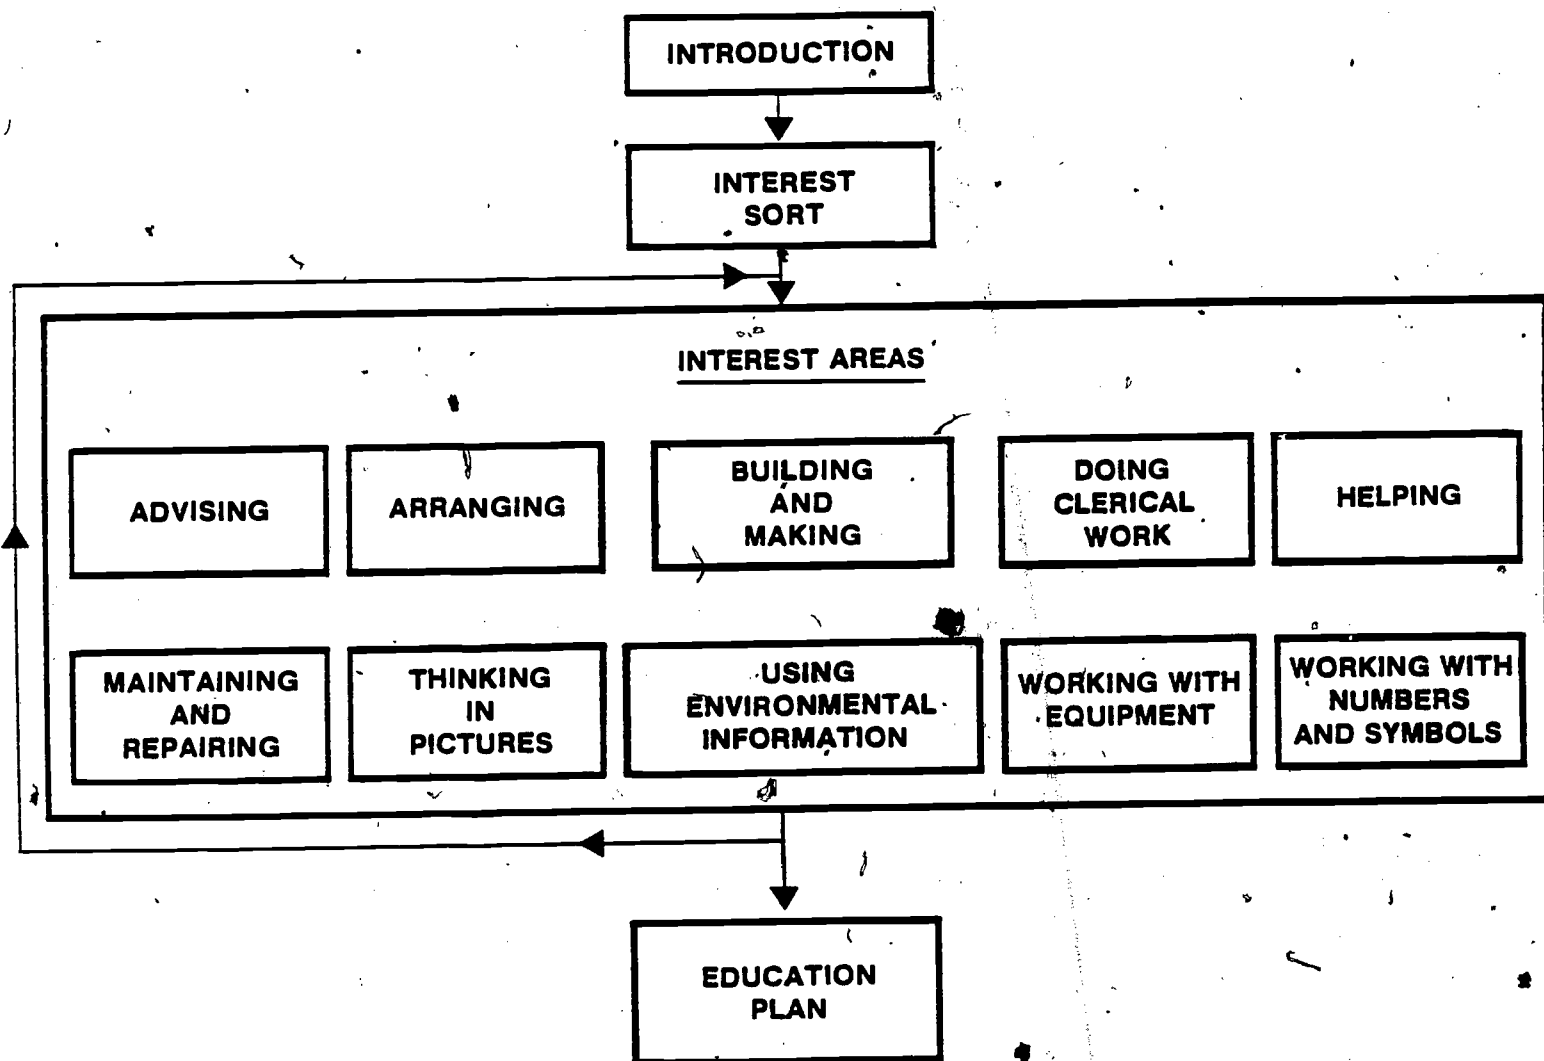 INTRODUCTION
INTEREST
SORT
INTEREST AREAS
ADVISING
ARRANGING
BUILDING
AND
MAKING
DOING
CLERICAL
WORK
HELPING
MAINTAINING
AND
REPAIRING
THINKING
IN
PICTURES
USING
ENVIRONMENTAL
INFORMATION
WORKING WITH
EQUIPMENT
WORKING WITH
NUMBERS
AND SYMBOLS
EDUCATION
PLAN